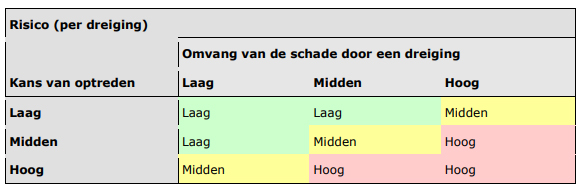 Risico (per dreiging)
Omvang van de schade door een dreiging
Kans van optreden Laag Midden Hoog
Laag Laag Laag Midden
Midden Laag Midden Hoog
Hoog Midden Hoog Hoog